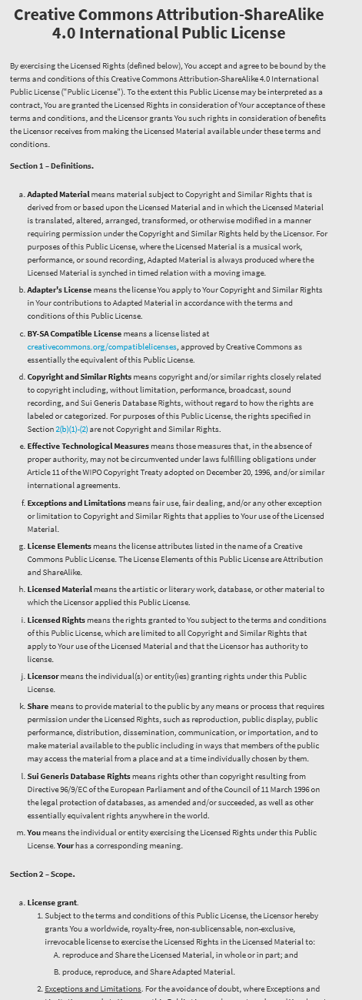 Creative Commons Attribution-ShareAlike
4.0 International Public License
By exercising the Licensed Rights (defined below), You accept and agree to be bound by the
terms and conditions of this Creative Commons Attribution-ShareAlike 4.0 International
Public License ("Public License"). To the extent this Public License may be interpreted as a
contract, You are granted the Licensed Rights in consideration of Your acceptance of these
terms and conditions, and the Licensor grants You such rights in consideration of benefits
the Licensor receives from making the Licensed Material available under these terms and
conditions.
Section 1 – Definitions.
a. Adapted Material means material subject to Copyright and Similar Rights that is
derived from or based upon the Licensed Material and in which the Licensed Material
is translated, altered, arranged, transformed, or otherwise modified in a manner
requiring permission under the Copyright and Similar Rights held by the Licensor. For
purposes of this Public License, where the Licensed Material is a musical work,
performance, or sound recording, Adapted Material is always produced where the
Licensed Material is synched in timed relation with a moving image.
b. Adapter's License means the license You apply to Your Copyright and Similar Rights
in Your contributions to Adapted Material in accordance with the terms and
conditions of this Public License.
c. BY-SA Compatible License means a license listed at
creativecommons.org/compatiblelicenses, approved by Creative Commons as
essentially the equivalent of this Public License.
d. Copyright and Similar Rights means copyright and/or similar rights closely related
to copyright including, without limitation, performance, broadcast, sound
recording, and Sui Generis Database Rights, without regard to how the rights are
labeled or categorized. For purposes of this Public License, the rights specified in
Section 2(b)(1)-(2) are not Copyright and Similar Rights.
e. Effective Technological Measures means those measures that, in the absence of
proper authority, may not be circumvented under laws fulfilling obligations under
Article 11 of the WIPO Copyright Treaty adopted on December 20, 1996, and/or similar
international agreements.
f. Exceptions and Limitations means fair use, fair dealing, and/or any other exception
or limitation to Copyright and Similar Rights that applies to Your use of the Licensed
Material.
g. License Elements means the license attributes listed in the name of a Creative
Commons Public License. The License Elements of this Public License are Attribution
and ShareAlike.
h. Licensed Material means the artistic or literary work, database, or other material to
which the Licensor applied this Public License.
i. Licensed Rights means the rights granted to You subject to the terms and conditions
of this Public License, which are limited to all Copyright and Similar Rights that
apply to Your use of the Licensed Material and that the Licensor has authority to
license.
j. Licensor means the individual(s) or entity(ies) granting rights under this Public
License.
k. Share means to provide material to the public by any means or process that requires
permission under the Licensed Rights, such as reproduction, public display, public
performance, distribution, dissemination, communication, or importation, and to
make material available to the public including in ways that members of the public
may access the material from a place and at a time individually chosen by them.
l. Sui Generis Database Rights means rights other than copyright resulting from
Directive 96/9/EC of the European Parliament and of the Council of 11 March 1996 on
the legal protection of databases, as amended and/or succeeded, as well as other
essentially equivalent rights anywhere in the world.
m. You means the individual or entity exercising the Licensed Rights under this Public
License. Your has a corresponding meaning.
Section 2 – Scope.
a. License grant.
1. Subject to the terms and conditions of this Public License, the Licensor hereby
grants You a worldwide, royalty-free, non-sublicensable, non-exclusive,
irrevocable license to exercise the Licensed Rights in the Licensed Material to:
A. reproduce and Share the Licensed Material, in whole or in part; and
B. produce, reproduce, and Share Adapted Material.
2. Exceptions and Limitations. For the avoidance of doubt, where Exceptions and